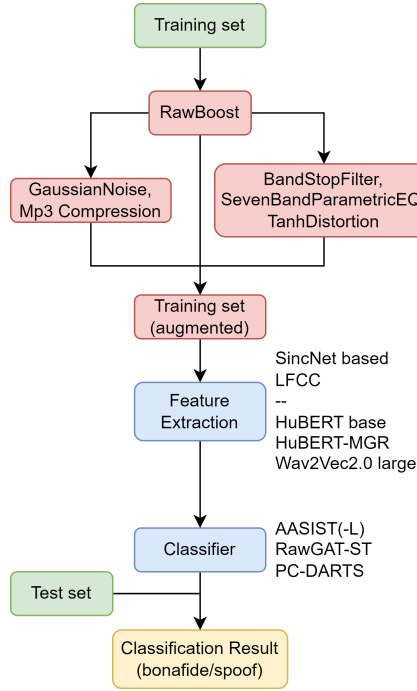 Training set
RawBoost
GaussianNoise,
Mp3 Compression
BandStopFilter,
SevenBandParametricEQ
TanhDistortion
Training set
(augmented)
Feature
Extraction
SincNet based
LFCC
--
HuBERT base
HuBERT-MGR
Wav2Vec2.0 large
Classifier
AASIST(-L)
RawGAT-ST
PC-DARTS
Test set
Classification Result
(bonafide/spoof)